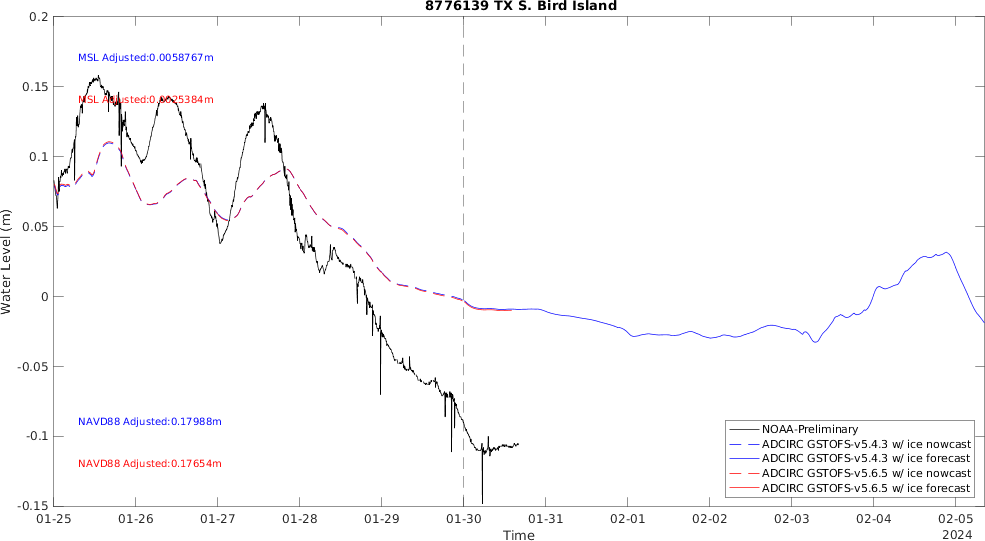 8776139 TX S. Bird Island
0.2
0.15
0.1
0.05
0
-0.05
-0.1
-0.15
Water Level (m)
MSL Adjusted:0.0058767m
MSL Adjusted:0.0025384m
NAVD88 Adjusted:0.17988m
NAVD88 Adjusted:0.17654m
NOAA-Preliminary
ADCIRC GSTOFS-v5.4.3 w/ ice nowcast
ADCIRC GSTOFS-v5.4.3 w/ ice forecast
ADCIRC GSTOFS-v5.6.5 w/ ice nowcast
ADCIRC GSTOFS-v5.6.5 w/ ice forecast
01-25 01-26 01-27 01-28 01-29 01-30 01-31 02-01 02-02 02-03 02-04 02-05
Time
2024